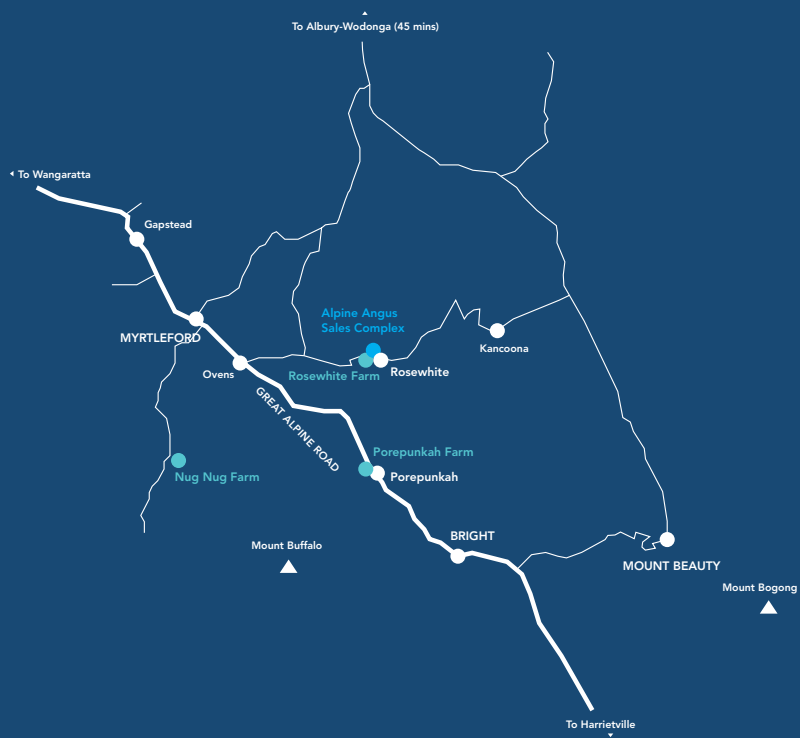 To Albury-Wodonga (45 mins)
To Wangaratta
Gapstead
Alpine Angus
Sales Complex
MYRTLEFORD
Kancoona
Ovens
Rosewhite Farm
Rosewhite
GREAT ALPINE ROAD
Porepunkah Farm
Nug Nug Farm
Porepunkah
BRIGHT
Mount Buffalo
MOUNT BEAUTY
Mount Bogong
To Harrietville